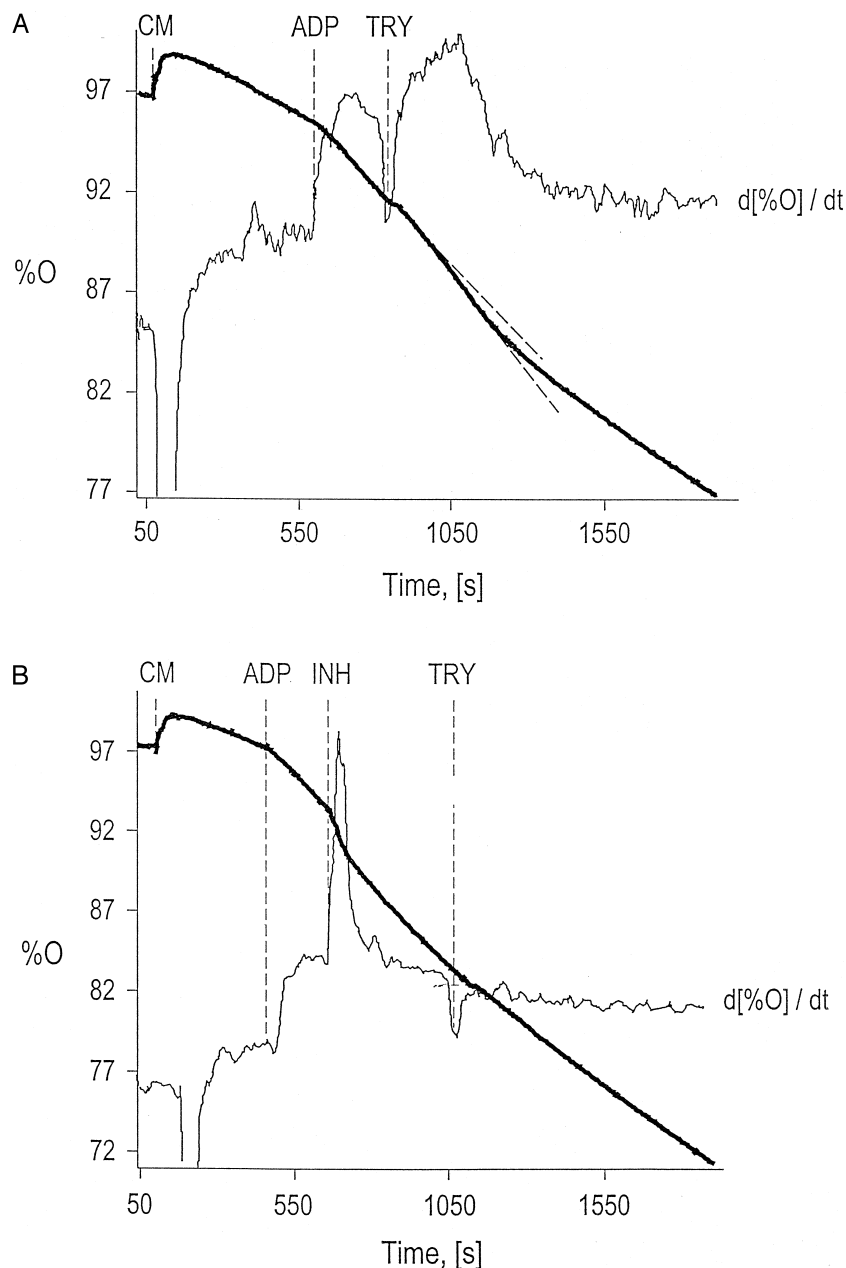 A
CM ADP TRY
97
92
d[%O] / dt
%O
87
82
77
50 550 1050 1550
Time, [s]
B
CM ADP INH TRY
97
92
87
%O
82
d[%O] / dt
77
72
50 550 1050 1550
Time, [s]